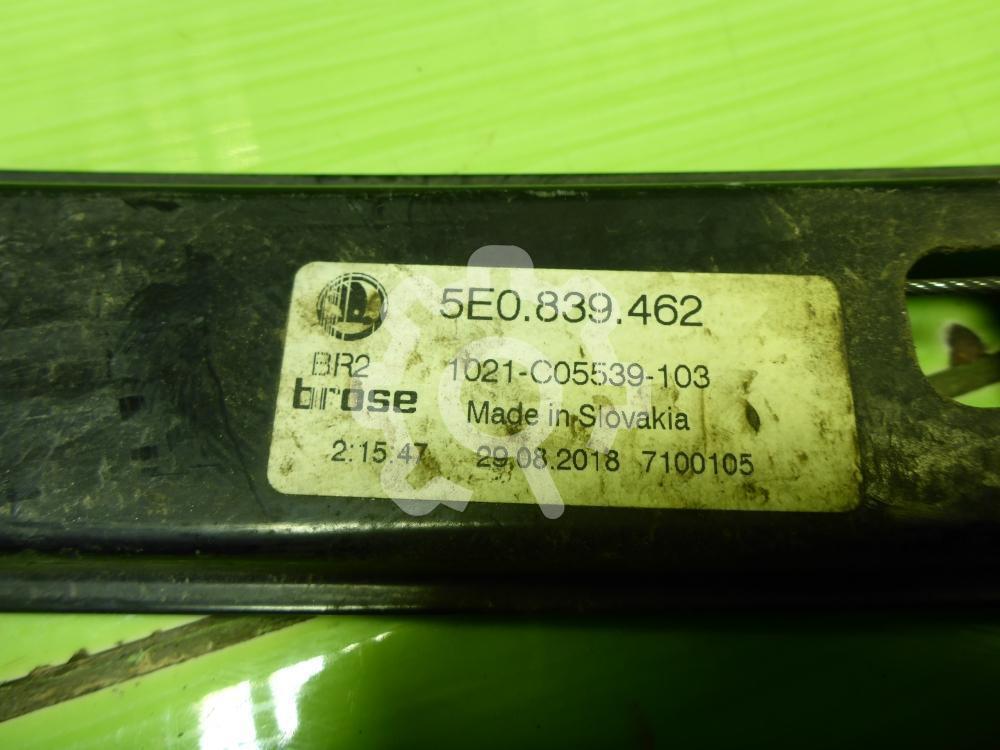 5E0.839.462
BR2
1021-C05539-103
brose
Made in Slovakia
2:15:47 29.08.2018 7100105